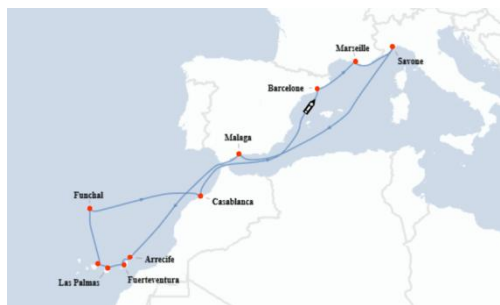 Marseille
Savone
Barcelone
Malaga
Funchal
Casablanca
Arrecife
Las Palmas
Fuerteventura